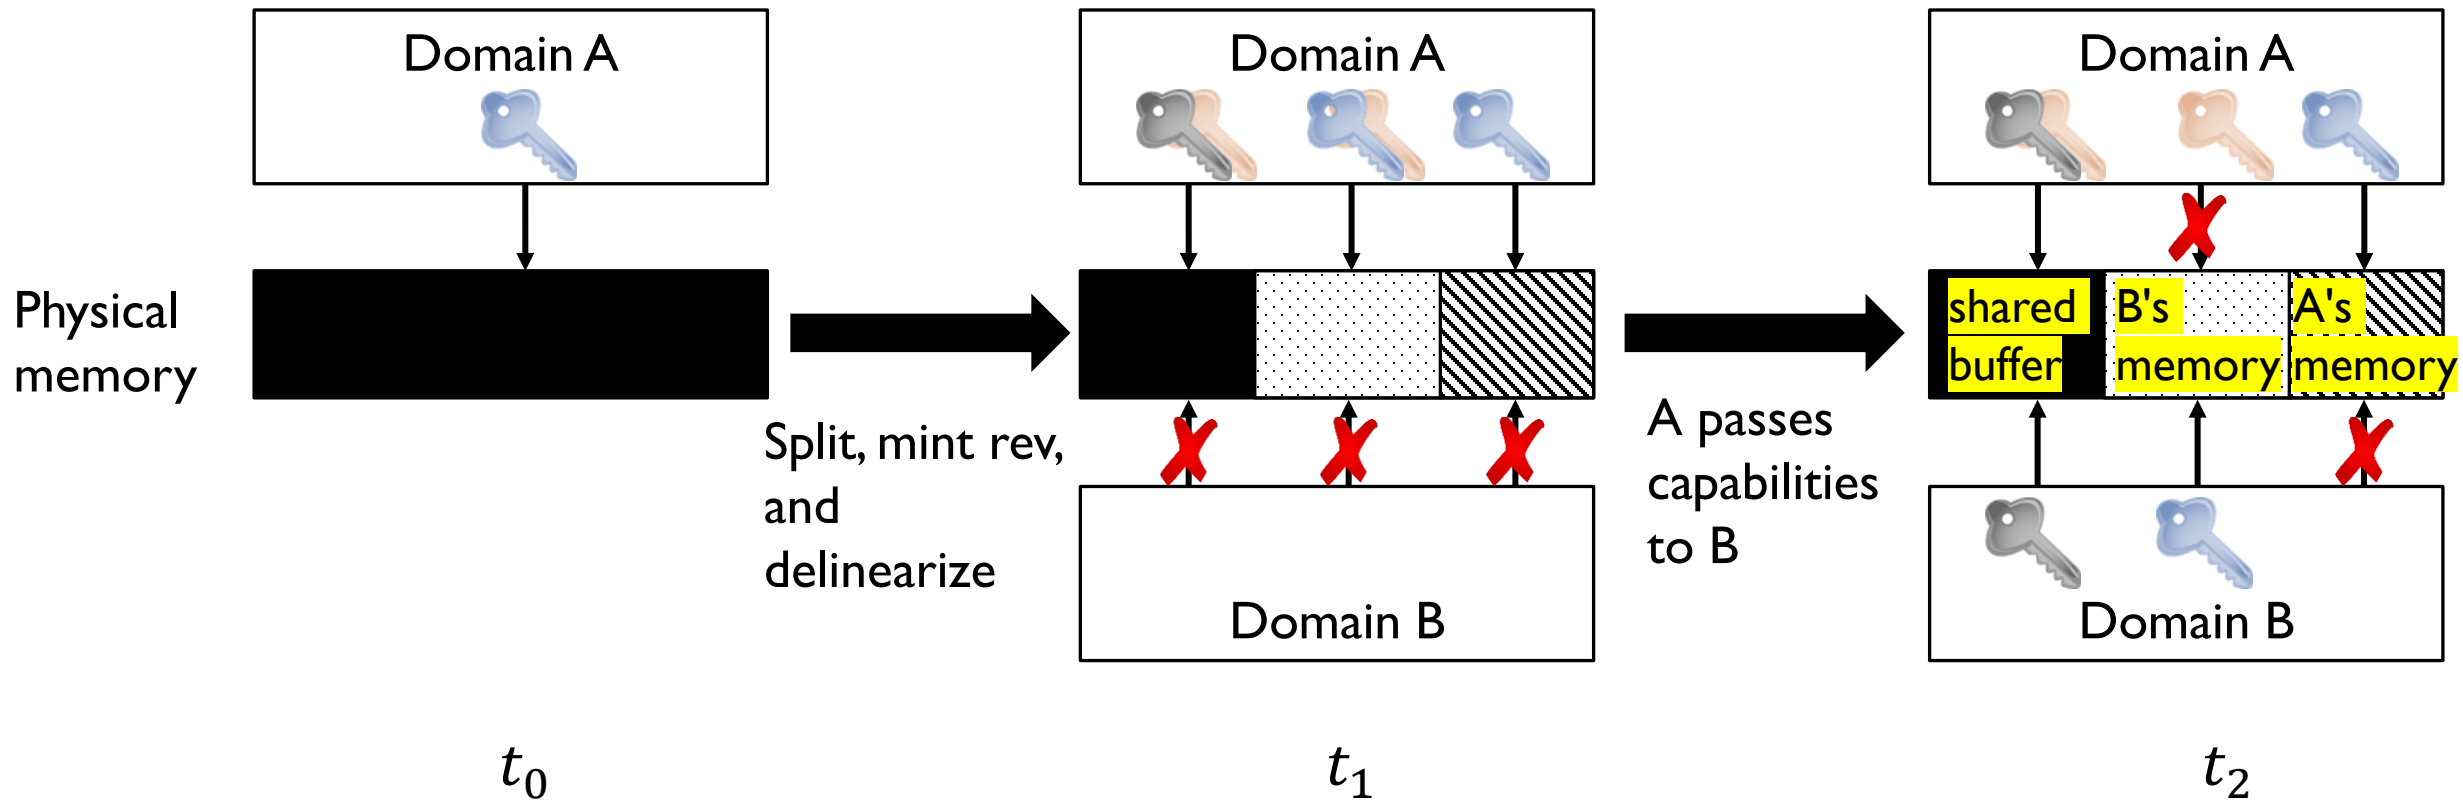 Domain A
Domain A
Domain A
Physical
memory
shared
buffer
B's
memory
A's
memory
Split, mint rev,
and
delinearize
A passes
capabilities
to B
Domain B
Domain B
t₀
t₁
t₂